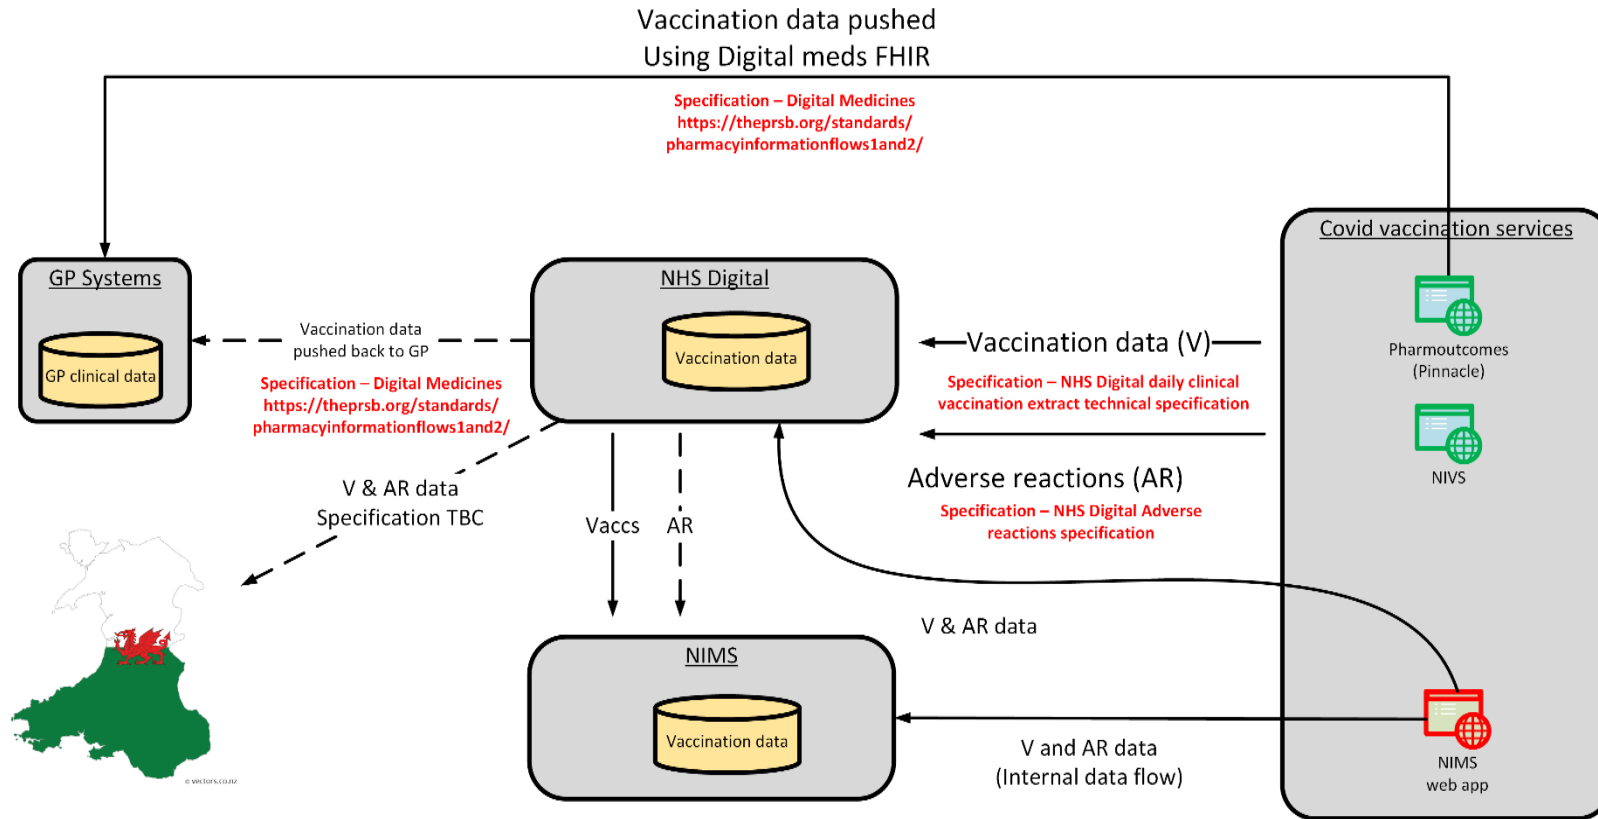 Vaccination data pushed
Using Digital meds FHIR
Specification – Digital Medicines
https://theprsb.org/standards/
pharmacyinformationflows1and2/
Covid vaccination services
GP Systems
GP clinical data
NHS Digital
Vaccination data
Vaccination data
pushed back to GP
Specification – Digital Medicines
https://theprsb.org/standards/
pharmacyinformationflows1and2/
Vaccination data (V)
Specification – NHS Digital daily clinical
vaccination extract technical specification
Adverse reactions (AR)
Specification – NHS Digital Adverse
reactions specification
Pharmoutcomes
(Pinnacle)
NIVS
V & AR data
Specification TBC
Vaccs
AR
V & AR data
NIMS
Vaccination data
V and AR data
(Internal data flow)
NIMS
web app
© vectors.co.nz